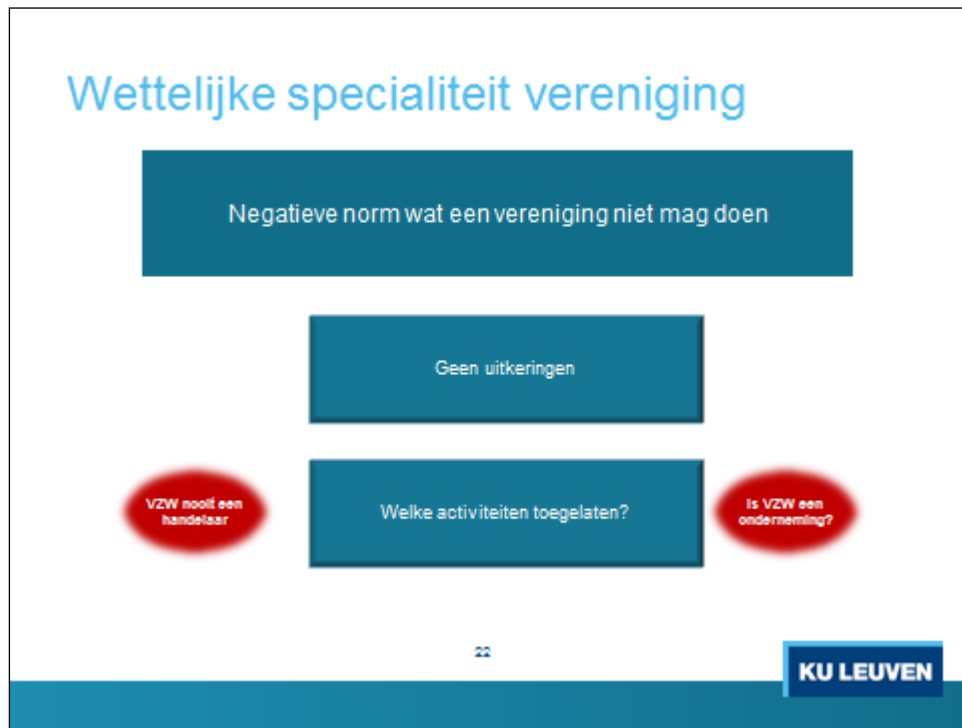 Wettelijke specialiteit vereniging
Negatieve norm wat een vereniging niet mag doen
Geen uitkeringen
VZW nooit een
handelaar
Welke activiteiten toegelaten?
Is VZW een
onderneming?
22
KU LEUVEN